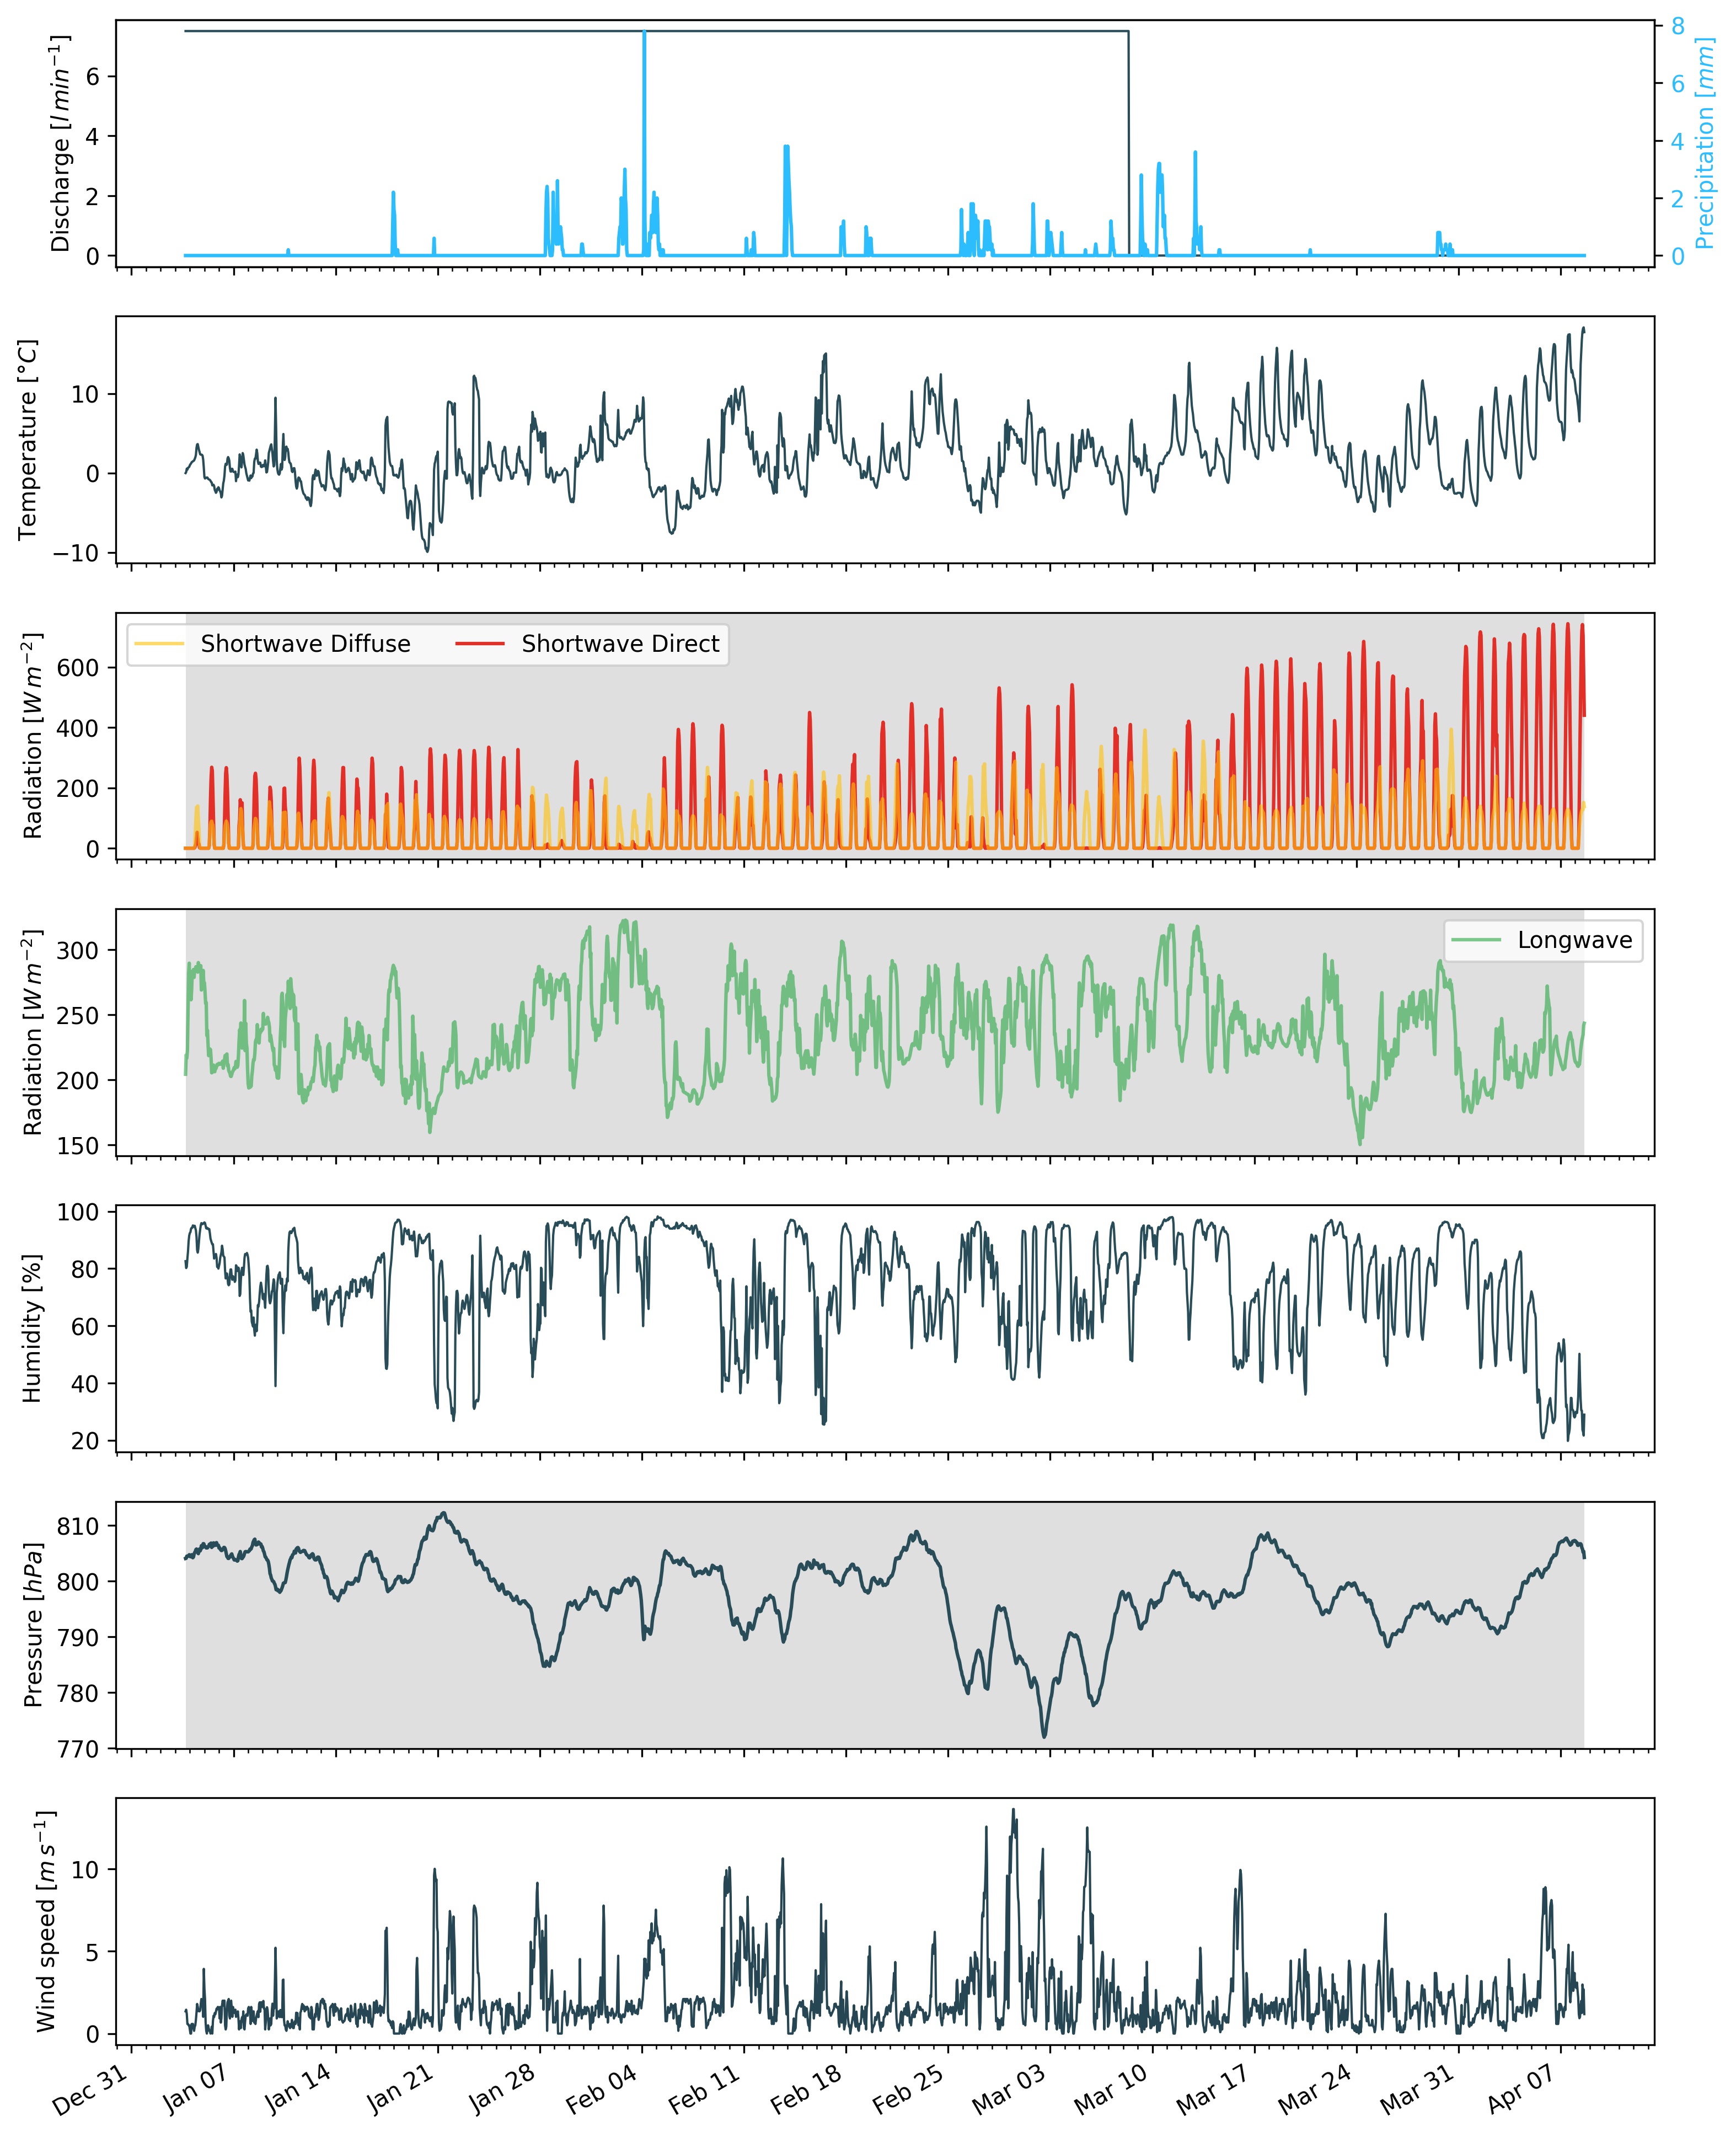 Discharge [l min⁻¹]
6
4
2
0
8
6
4
2
0
Precipitation [mm]
Temperature [°C]
10
0
−10
Radiation [W m⁻²]
600
400
200
0
Shortwave Diffuse
Shortwave Direct
Radiation [W m⁻²]
300
250
200
150
Longwave
Humidity [%]
100
80
60
40
20
Pressure [hPa]
810
800
790
780
770
Wind speed [m s⁻¹]
10
5
0
Dec 31
Jan 07
Jan 14
Jan 21
Jan 28
Feb 04
Feb 11
Feb 18
Feb 25
Mar 03
Mar 10
Mar 17
Mar 24
Mar 31
Apr 07